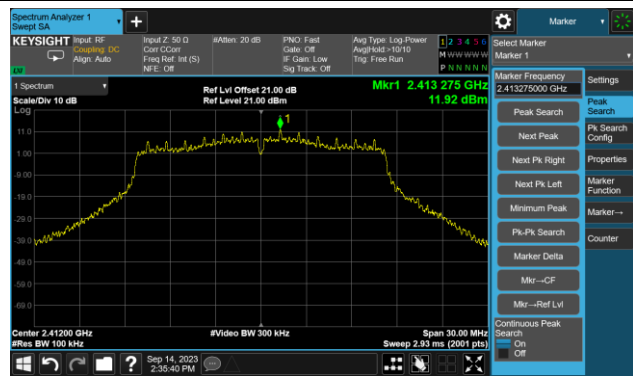 Spectrum Analyzer 1
Swept SA
+
Marker
KEYSIGHT
Input: RF
Coupling: DC
Align: Auto
Input Z: 50 Ω
Corr CCorr
Freq Ref: Int (S)
NFE: Off
#Atten: 20 dB
PNO: Fast
Gate: Off
IF Gain: Low
Sig Track: Off
Avg Type: Log-Power
Avg|Hold:>10/10
Trig: Free Run
1 2 3 4 5 6
M W W W W W
P N N N N N
LM
Select Marker
Marker 1
1 Spectrum
Scale/Div 10 dB
Log
Ref Lvl Offset 21.00 dB
Ref Level 21.00 dBm
Mkr1 2.413 275 GHz
11.92 dBm
1
11.0
1.00
-9.00
-19.0
-29.0
-39.0
-49.0
-59.0
-69.0
Center 2.41200 GHz
#Res BW 100 kHz
#Video BW 300 kHz
Span 30.00 MHz
Sweep 2.93 ms (2001 pts)
Marker Frequency
2.413275000 GHz
Peak Search
Next Peak
Next Pk Right
Next Pk Left
Minimum Peak
Pk-Pk Search
Marker Delta
Mkr→CF
Mkr→Ref Lvl
Continuous Peak
Search
On
Off
Settings
Peak
Search
Pk Search
Config
Properties
Marker
Function
Marker→
Counter
?
Sep 14, 2023
2:35:40 PM